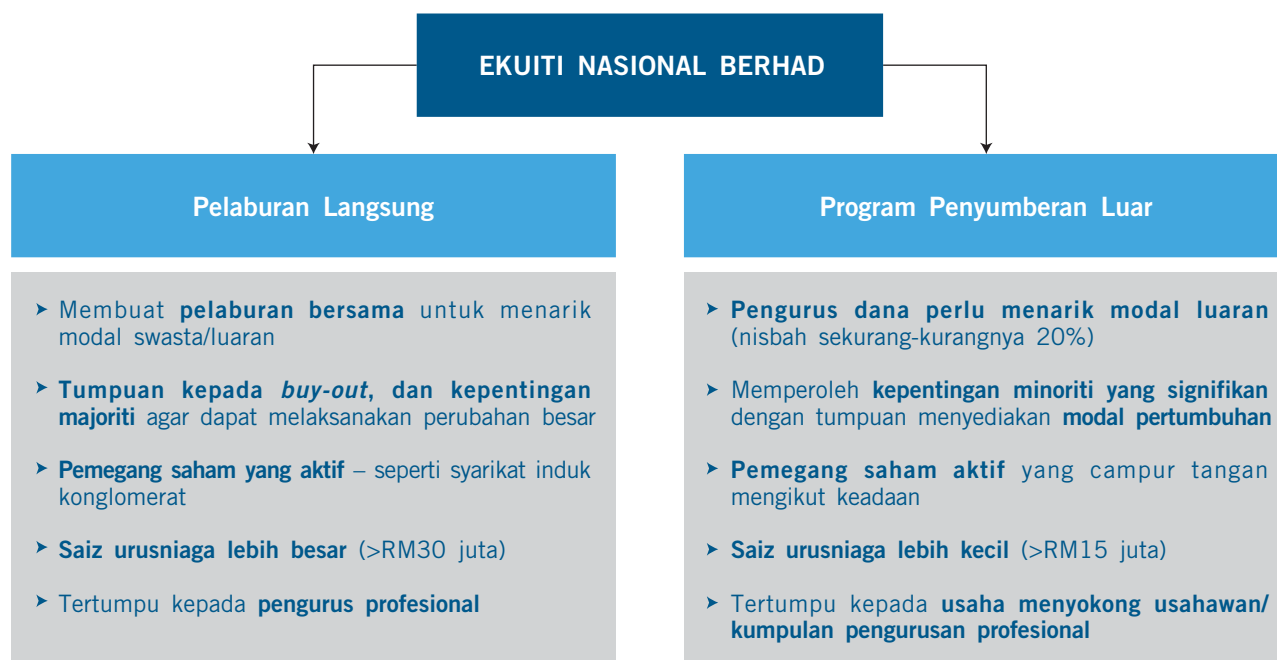 EKUITI NASIONAL BERHAD
Pelaburan Langsung
➤ Membuat pelaburan bersama untuk menarik
modal swasta/luaran
➤ Tumpuan kepada buy-out, dan kepentingan
majoriti agar dapat melaksanakan perubahan besar
➤ Pemegang saham yang aktif – seperti syarikat induk
konglomerat
➤ Saiz urusniaga lebih besar (>RM30 juta)
➤ Tertumpu kepada pengurus profesional
Program Penyumberan Luar
➤ Pengurus dana perlu menarik modal luaran
(nisbah sekurang-kurangnya 20%)
➤ Memperoleh kepentingan minoriti yang signifikan
dengan tumpuan menyediakan modal pertumbuhan
➤ Pemegang saham aktif yang campur tangan
mengikut keadaan
➤ Saiz urusniaga lebih kecil (>RM15 juta)
➤ Tertumpu kepada usaha menyokong usahawan/
kumpulan pengurusan profesional